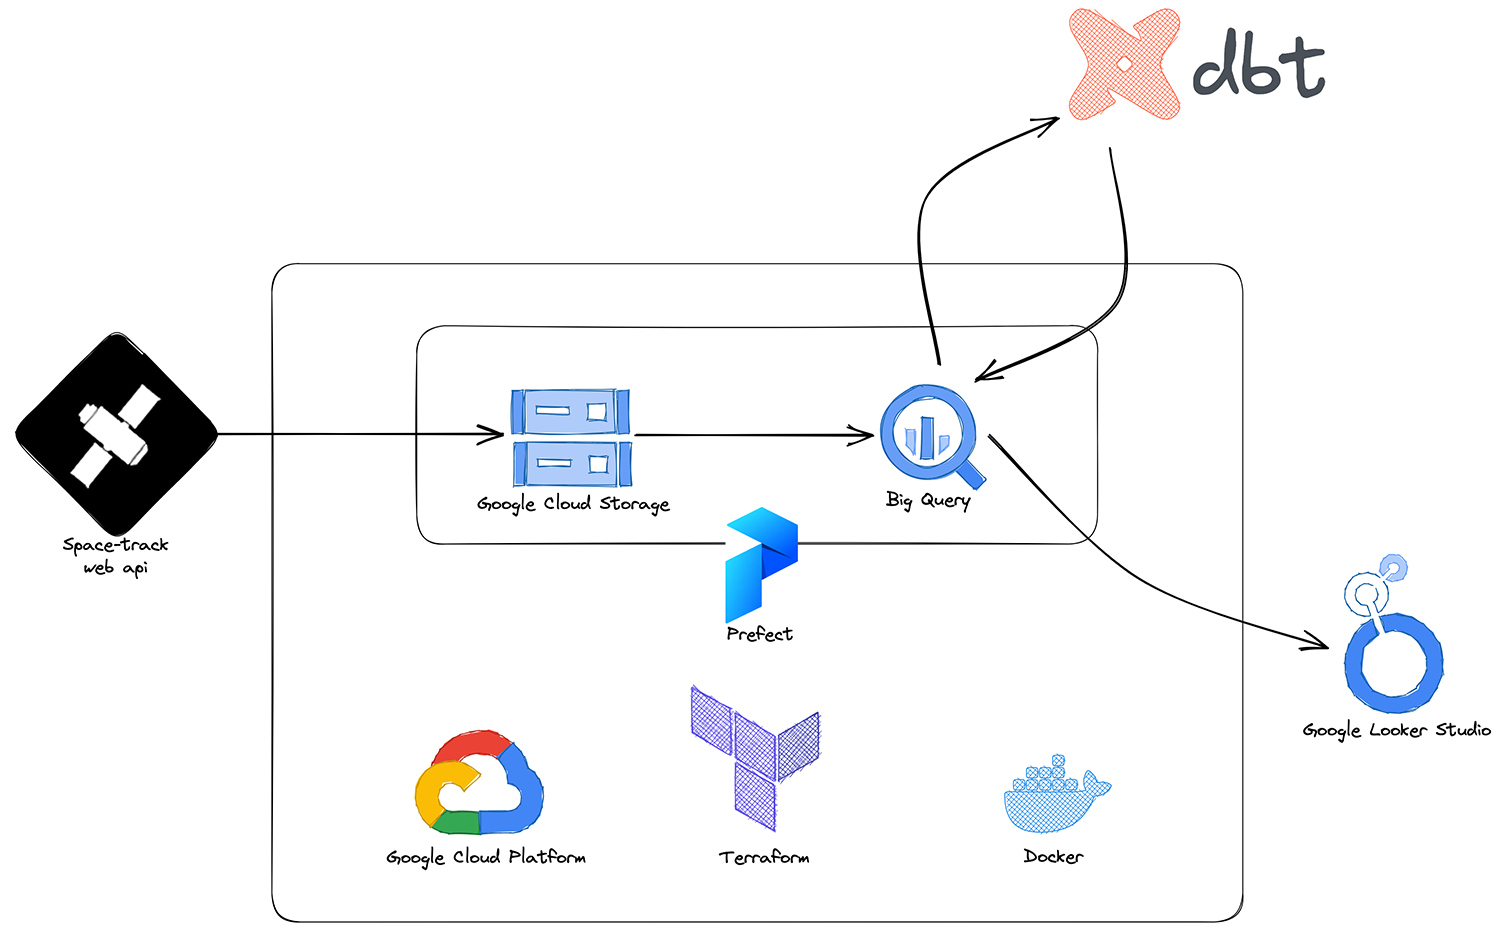 dbt
Google Cloud Storage
Big Query
Space-track
web api
Prefect
Google Looker Studio
Google Cloud Platform
Terraform
Docker